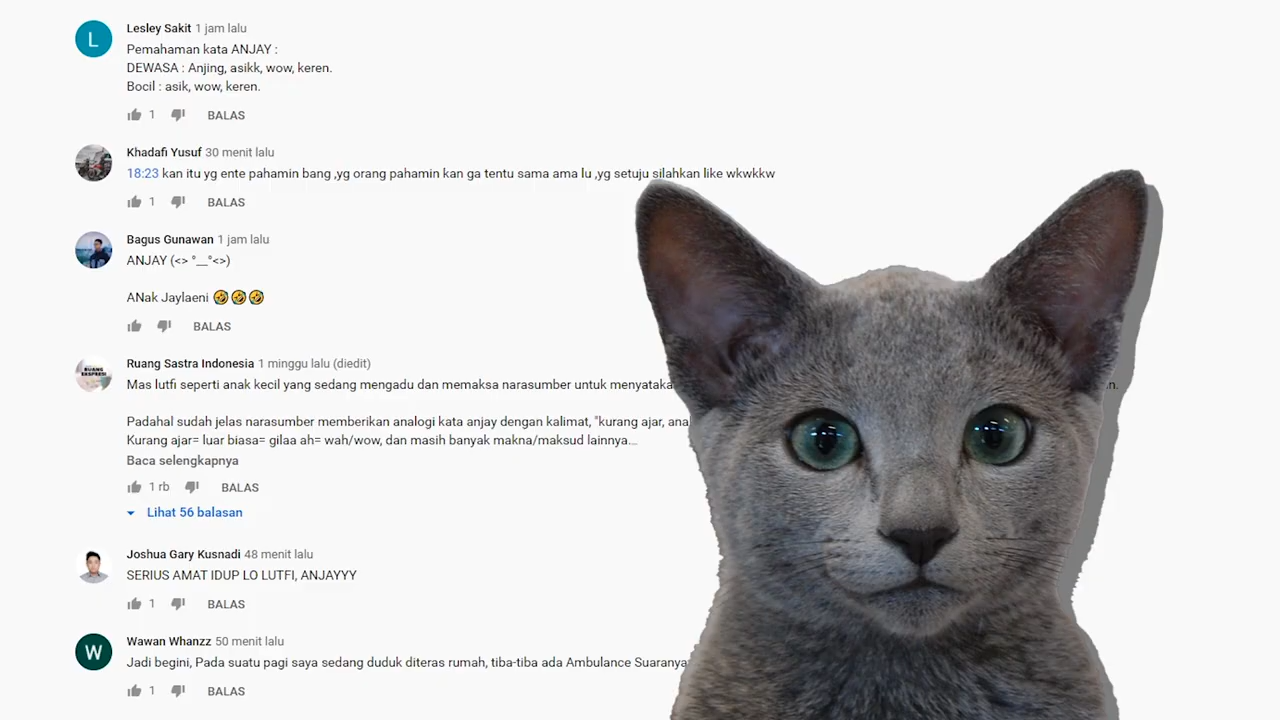 L
Lesley Sakit 1 jam lalu
Pemahaman kata ANJAY :
DEWASA : Anjing, asikk, wow, keren.
Bocil : asik, wow, keren.
1 BALAS
Khadafi Yusuf 30 menit lalu
18:23 kan itu yg ente pahamin bang ,yg orang pahamin kan ga tentu sama ama lu ,yg setuju silahkan like wkwkkw
1 BALAS
Bagus Gunawan 1 jam lalu
ANJAY (<> °__°<>)
ANak Jaylaeni 🤣🤣🤣
BALAS
RUANG EKSPRESI
Ruang Sastra Indonesia 1 minggu lalu (diedit)
Mas lutfi seperti anak kecil yang sedang mengadu dan memaksa narasumber untuk
Padahal sudah jelas narasumber memberikan analogi kata anjay dengan kalimat, "kurang ajar,
Kurang ajar= luar biasa= gilaa ah= wah/wow, dan masih banyak makna/maksud lainnya...
Baca selengkapnya
1 rb BALAS
Lihat 56 balasan
Joshua Gary Kusnadi 48 menit lalu
SERIUS AMAT IDUP LO LUTFI, ANJAYYY
1 BALAS
W
Wawan Whanzz 50 menit lalu
Jadi begini, Pada suatu pagi saya sedang duduk diteras rumah, tiba-tiba ada Ambulance Suaranya
1 BALAS